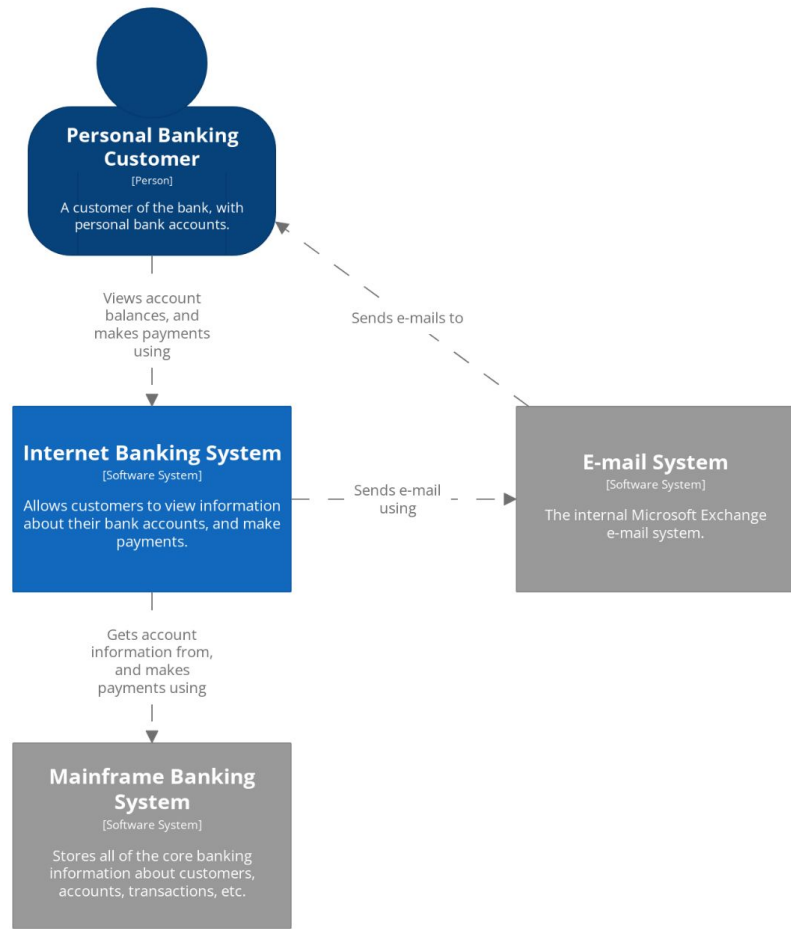 Personal Banking
Customer
[Person]
A customer of the bank, with
personal bank accounts.
Views account
balances, and
makes payments
using
Sends e-mails to
Internet Banking System
[Software System]
Allows customers to view information
about their bank accounts, and make
payments.
Sends e-mail
using
E-mail System
[Software System]
The internal Microsoft Exchange
e-mail system.
Gets account
information from,
and makes
payments using
Mainframe Banking
System
[Software System]
Stores all of the core banking
information about customers,
accounts, transactions, etc.